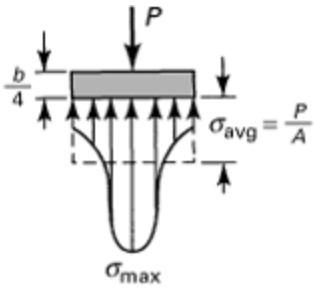 P
b/4
σavg = P/A
σmax